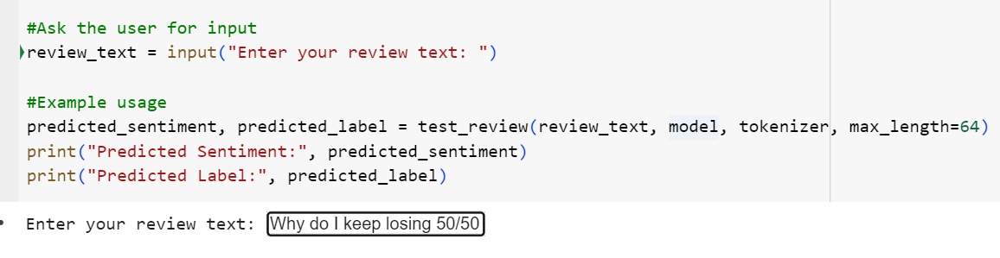 #Ask the user for input
review_text = input("Enter your review text: ")
#Example usage
predicted_sentiment, predicted_label = test_review(review_text, model, tokenizer, max_length=64)
print("Predicted Sentiment:", predicted_sentiment)
print("Predicted Label:", predicted_label)
Enter your review text: Why do I keep losing 50/50